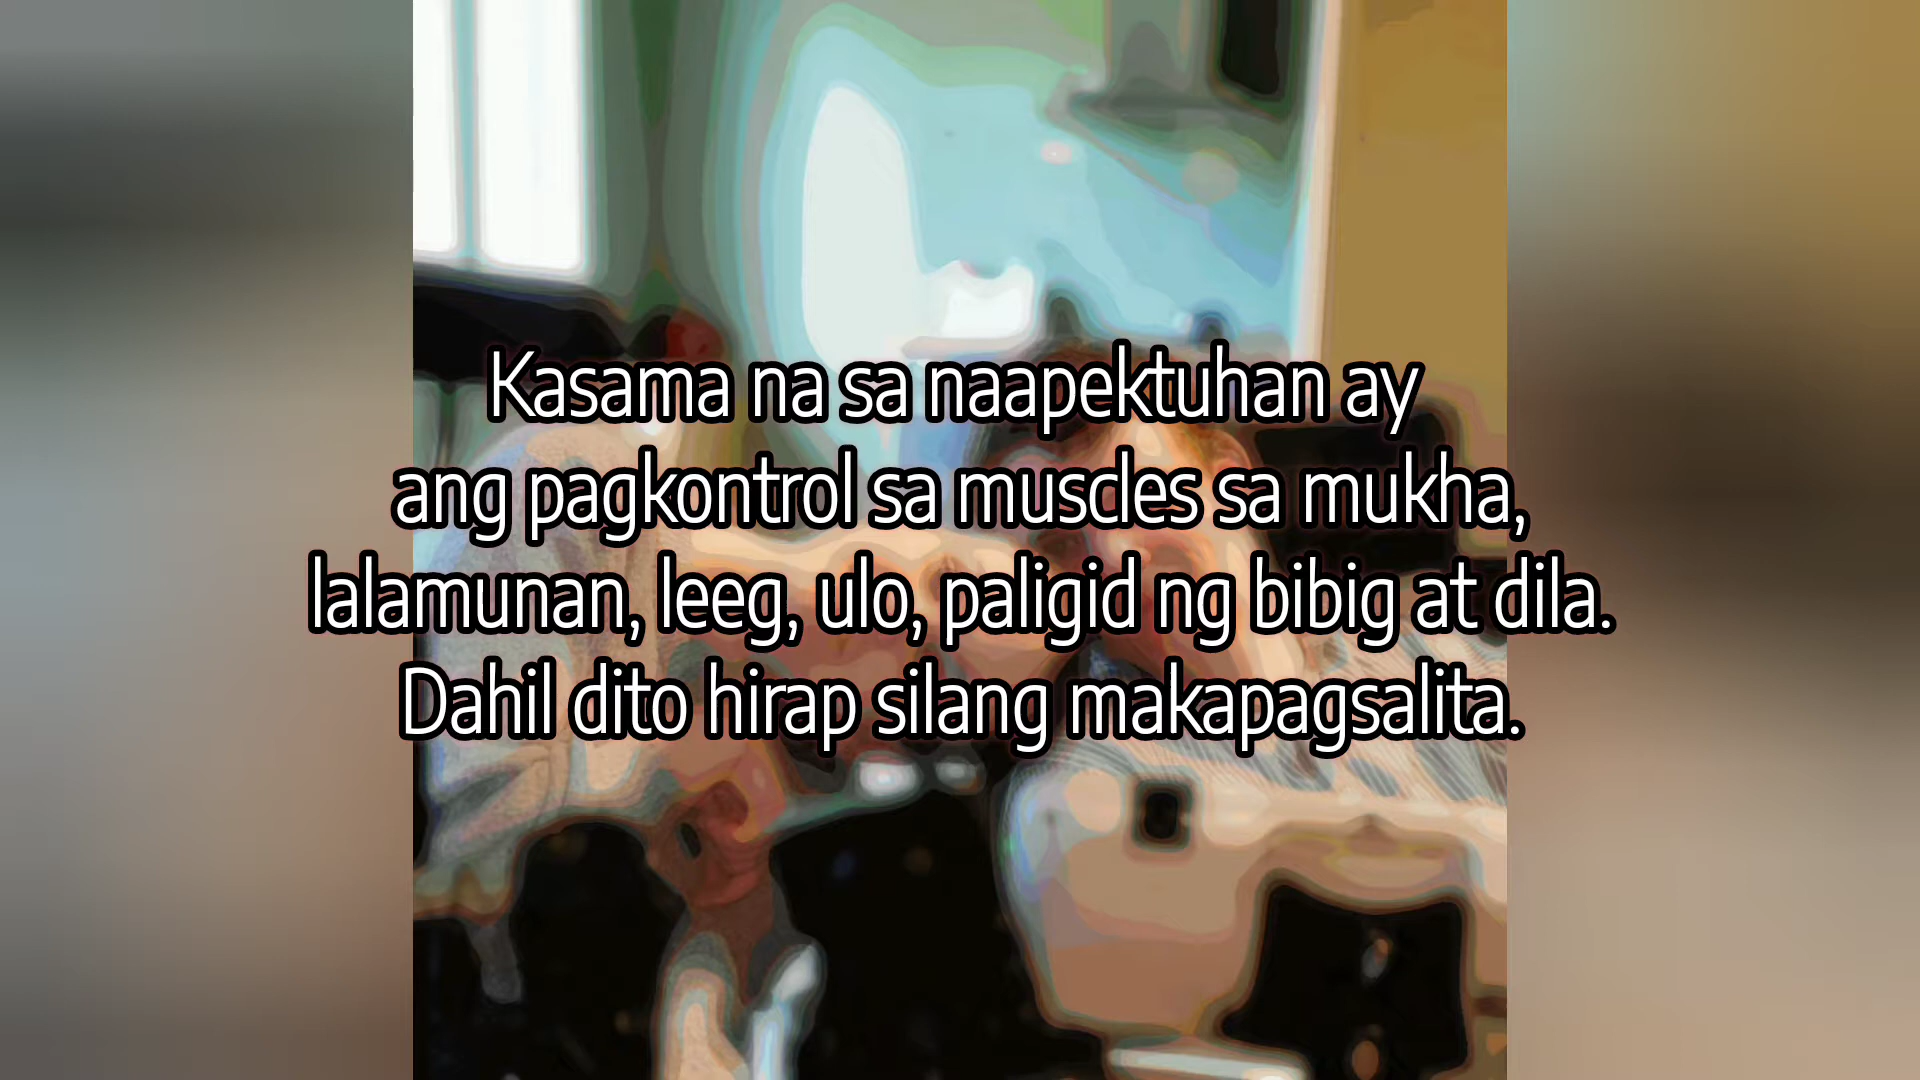 Kasama na sa naapektuhan ay
ang pagkontrol sa muscles sa mukha,
lalamunan, leeg, ulo, paligid ng bibig at dila.
Dahil dito hirap silang makapagsalita.